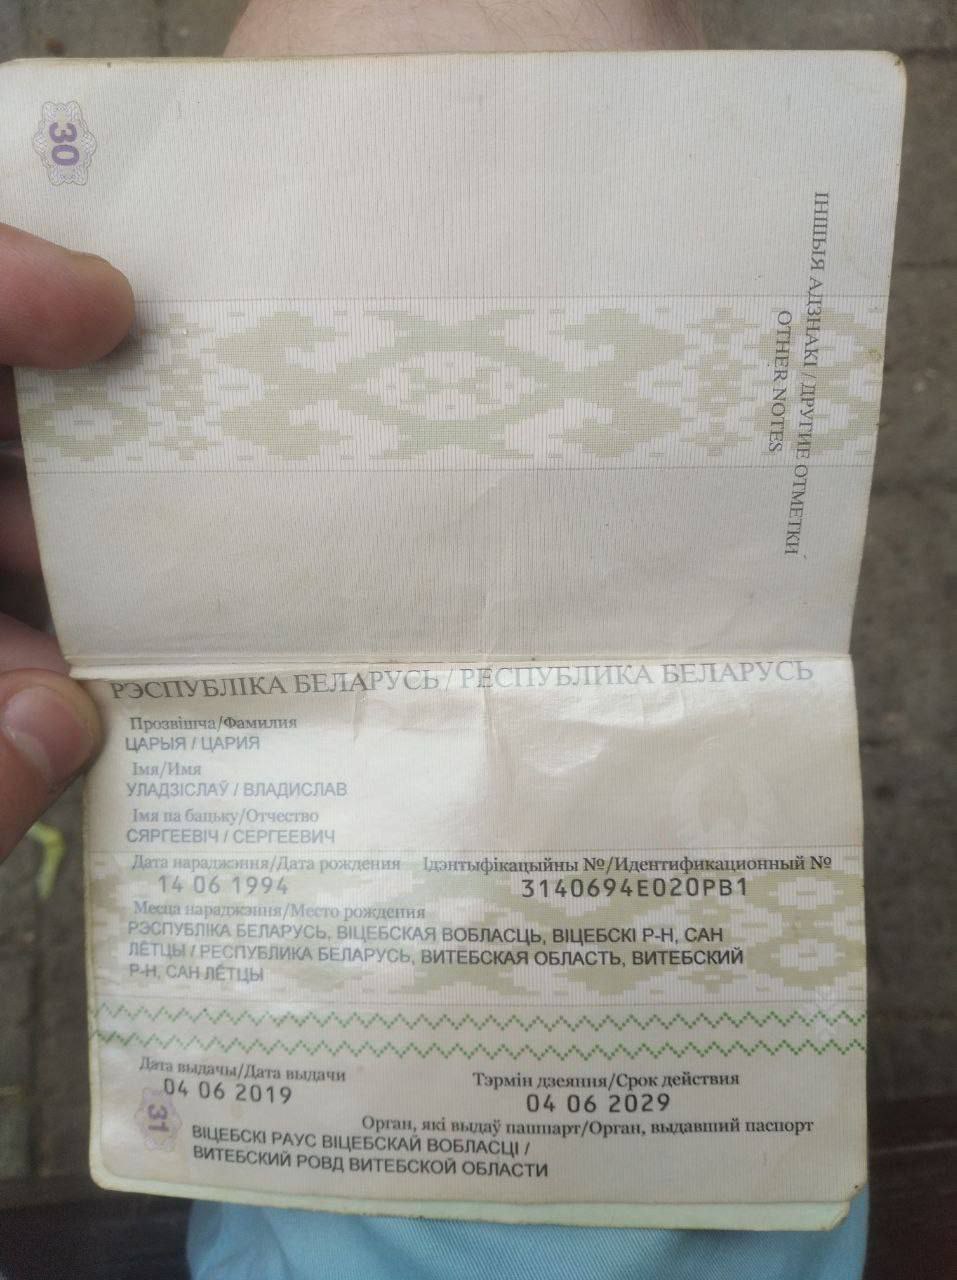 30
ІНШЫЯ АДЗНАКІ / ДРУГИЕ ОТМЕТКИ
OTHER NOTES
РЭСПУБЛІКА БЕЛАРУСЬ / РЕСПУБЛИКА БЕЛАРУСЬ
Прозвішча/Фамилия
ЦАРЫЯ / ЦАРИЯ
Імя/Имя
УЛАДЗІСЛАЎ / ВЛАДИСЛАВ
Імя па бацьку/Отчество
СЯРГЕЕВІЧ / СЕРГЕЕВИЧ
Дата нараджэння/Дата рождения Ідэнтыфікацыйны №/Идентификационный №
14 06 1994 3140694E020PB1
Месца нараджэння/Место рождения
РЭСПУБЛІКА БЕЛАРУСЬ, ВІЦЕБСКАЯ ВОБЛАСЦЬ, ВІЦЕБСКІ Р-Н, САН
ЛЁТЦЫ / РЕСПУБЛИКА БЕЛАРУСЬ, ВИТЕБСКАЯ ОБЛАСТЬ, ВИТЕБСКИЙ
Р-Н, САН ЛЁТЦЫ
Дата выдачы/Дата выдачи Тэрмін дзеяння/Срок действия
04 06 2019 04 06 2029
Орган, які выдаў пашпарт/Орган, выдавший паспорт
31
ВІЦЕБСКІ РАУС ВІЦЕБСКАЙ ВОБЛАСЦІ /
ВИТЕБСКИЙ РОВД ВИТЕБСКОЙ ОБЛАСТИ